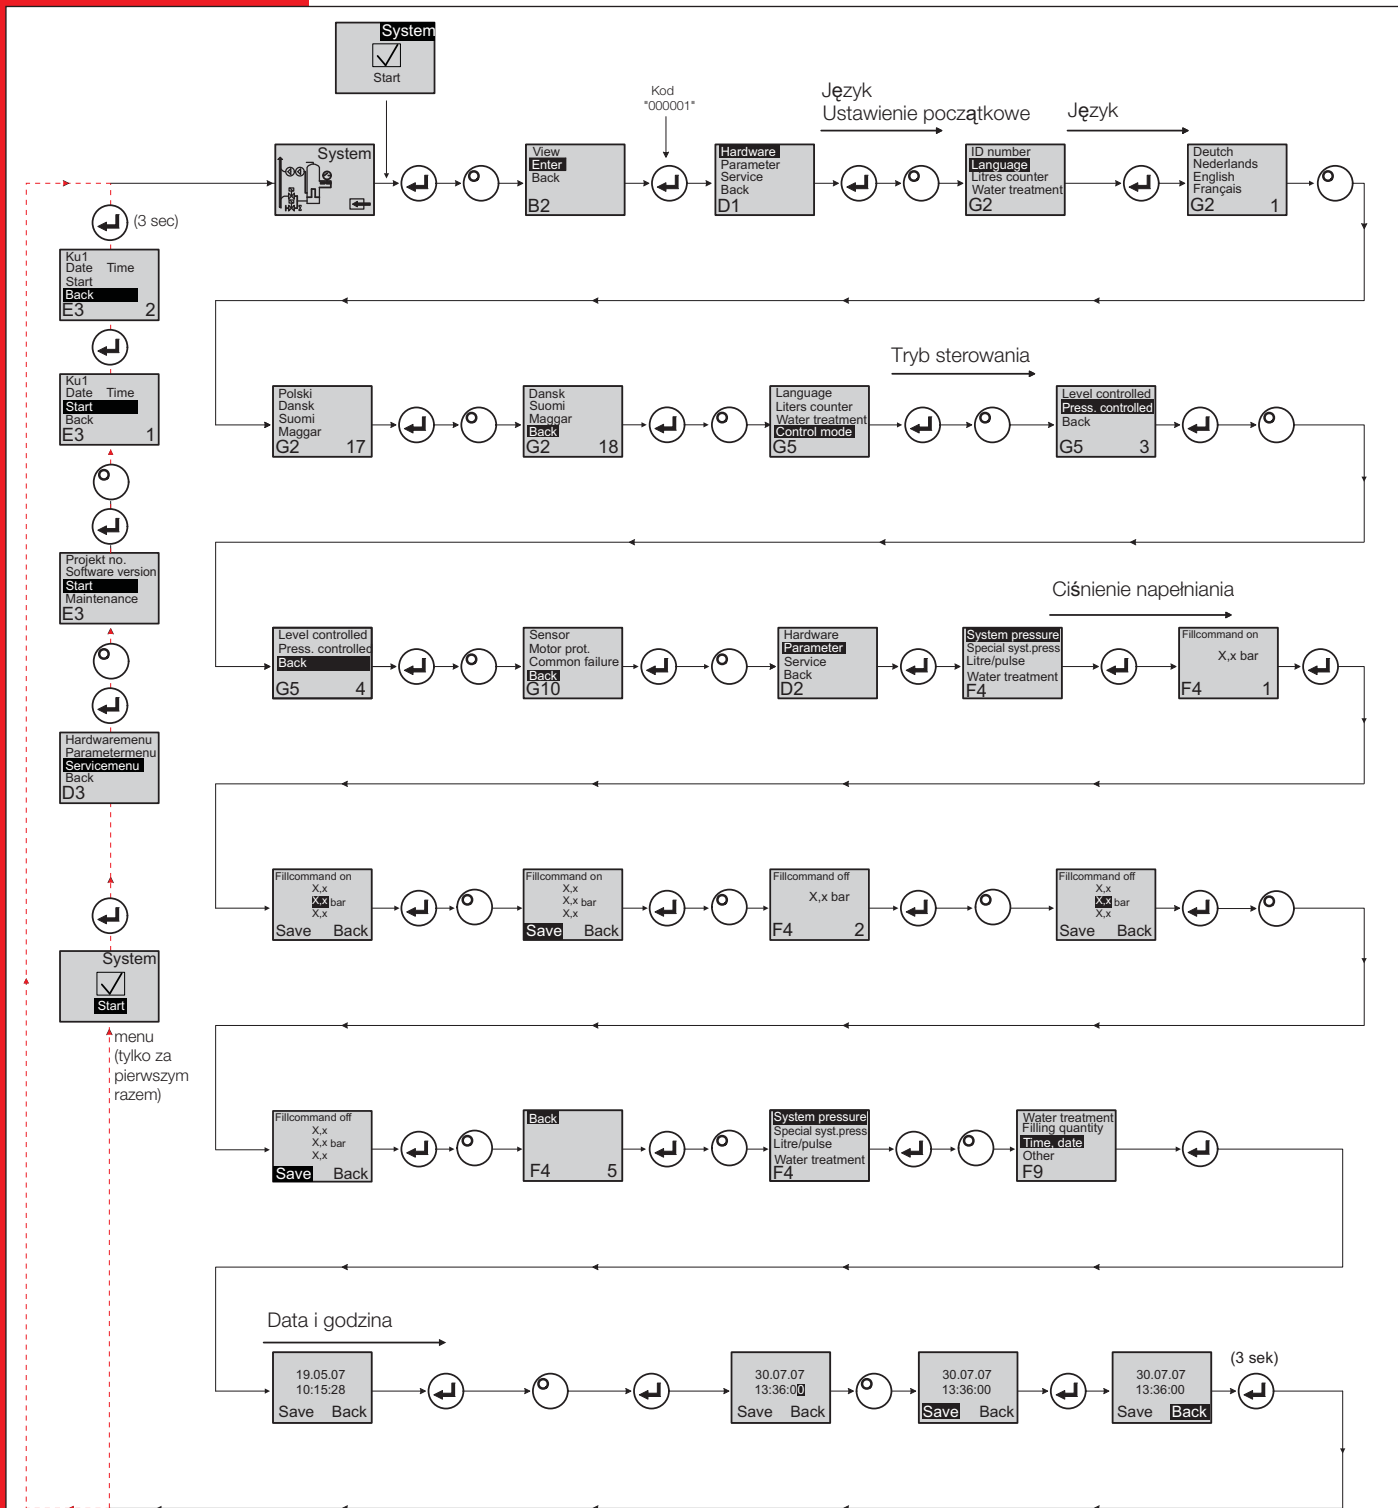 System
Start
Kod
"000001"
Język
Ustawienie początkowe
Język
System
View
Enter
Back
B2
Hardware
Parameter
Service
Back
D1
ID number
Language
Litres counter
Water treatment
G2
Deutch
Nederlands
English
Français
G2 1
(3 sec)
Ku1
Date Time
Start
Back
E3 2
Ku1
Date Time
Start
Back
E3 1
Projekt no.
Software version
Start
Maintenance
E3
Hardwaremenu
Parametermenu
Servicemenu
Back
D3
System
Start
menu
(tylko za
pierwszym
razem)
Tryb sterowania
Polski
Dansk
Suomi
Maggar
G2 17
Dansk
Suomi
Maggar
Back
G2 18
Language
Liters counter
Water treatment
Control mode
G5
Level controlled
Press. controlled
Back
G5 3
Ciśnienie napełniania
Level controlled
Press. controlled
Back
G5 4
Sensor
Motor prot.
Common failure
Back
G10
Hardware
Parameter
Service
Back
D2
System pressure
Special syst.press
Litre/pulse
Water treatment
F4
Fillcommand on
X,x bar
F4 1
Fillcommand on
X,x
X,x bar
X,x
Save Back
Fillcommand on
X,x
X,x bar
X,x
Save Back
Fillcommand off
X,x bar
F4 2
Fillcommand off
X,x
X,x bar
X,x
Save Back
Fillcommand off
X,x
X,x bar
X,x
Save Back
Back
F4 5
System pressure
Special syst.press
Litre/pulse
Water treatment
F4
Water treatment
Filling quantity
Time, date
Other
F9
Data i godzina
19.05.07
10:15:28
Save Back
30.07.07
13:36:00
Save Back
30.07.07
13:36:00
Save Back
30.07.07
13:36:00
Save Back
(3 sek)